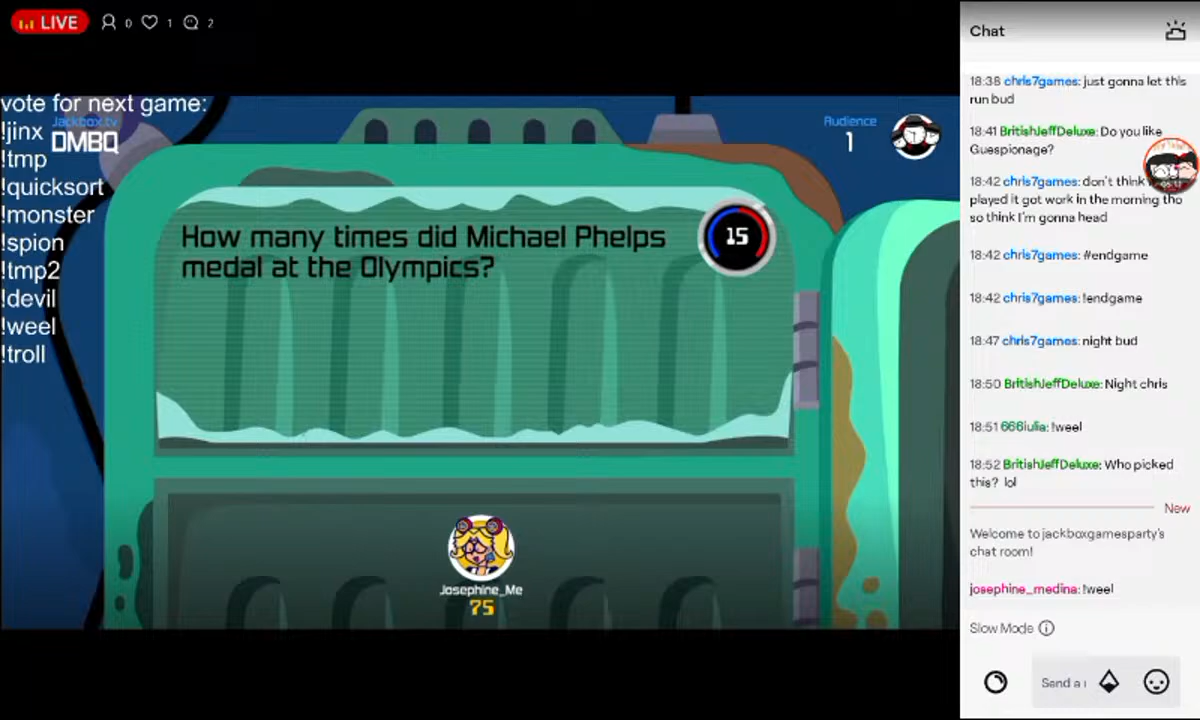 LIVE 0 1 2
vote for next game:
!jinx
!tmp
!quicksort
!monster
!spion
!tmp2
!devil
!weel
!troll
Jackbox.tv
DMBQ
Audience
1
How many times did Michael Phelps
medal at the Olympics?
15
Josephine_Me
75
Chat
18:38 chris7games: just gonna let this
run bud
18:41 BritishJeffDeluxe: Do you like
Guespionage?
18:42 chris7games: don't think
played it got work in the morning tho
so think I'm gonna head
18:42 chris7games: #endgame
18:42 chris7games: !endgame
18:47 chris7games: night bud
18:50 BritishJeffDeluxe: Night chris
18:51 666iulia: !weel
18:52 BritishJeffDeluxe: Who picked
this? lol
New
Welcome to jackboxgamesparty's
chat room!
josephine_medina: !weel
Slow Mode
Send a